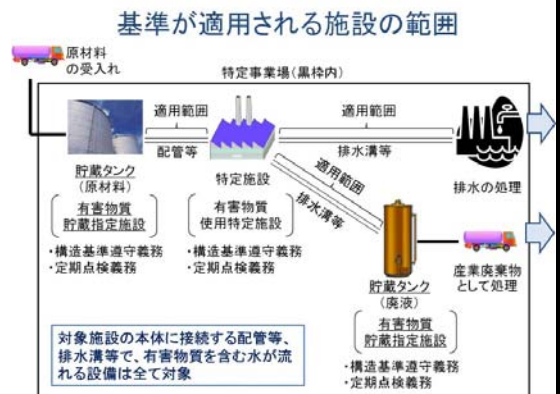 基準が適用される施設の範囲
原材料
の受入れ
特定事業場（黒枠内）
適用範囲
適用範囲
配管等
排水溝等
適用範囲
排水溝等
貯蔵タンク
（原材料）
特定施設
排水の処理
有害物質
貯蔵指定施設
有害物質
使用特定施設
・構造基準遵守義務
・定期点検義務
・構造基準遵守義務
・定期点検義務
貯蔵タンク
（廃液）
産業廃棄物
として処理
有害物質
貯蔵指定施設
・構造基準遵守義務
・定期点検義務
対象施設の本体に接続する配管等、
排水溝等で、有害物質を含む水が流
れる設備は全て対象